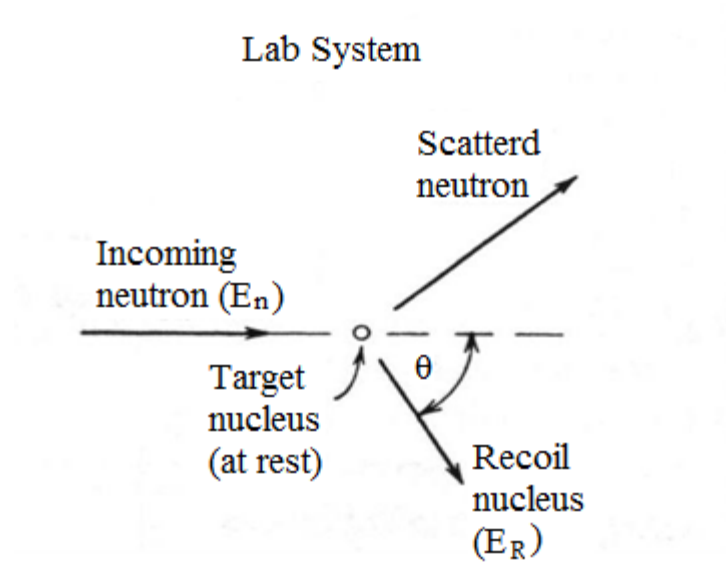 Lab System
Scatterd
neutron
Incoming
neutron (En)
Target
nucleus
(at rest)
θ
Recoil
nucleus
(ER)